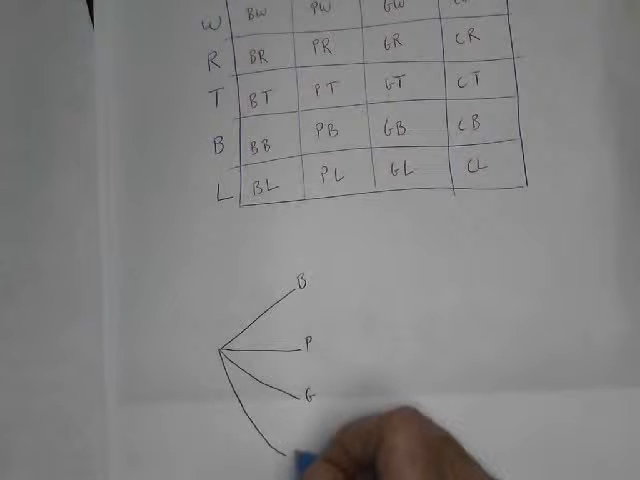 W BW PW GW
R BR PR GR CR
T BT PT GT CT
B BB PB GB CB
L BL PL GL CL
B
P
G